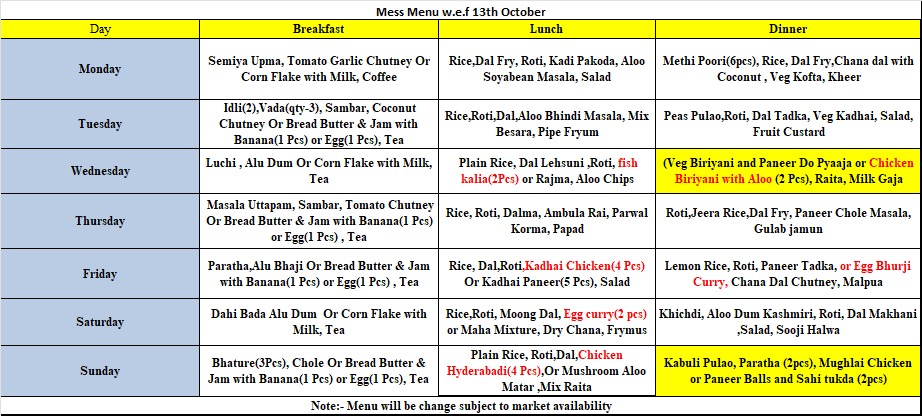 Mess Menu w.e.f 13th October
Day Breakfast Lunch Dinner
Monday
Semiya Upma, Tomato Garlic Chutney Or
Corn Flake with Milk, Coffee
Rice,Dal Fry, Roti, Kadi Pakoda, Aloo
Soyabean Masala, Salad
Methi Poori(6pcs), Rice, Dal Fry,Chana dal with
Coconut , Veg Kofta, Kheer
Tuesday
Idli(2),Vada(qty-3), Sambar, Coconut
Chutney Or Bread Butter & Jam with
Banana(1 Pcs) or Egg(1 Pcs), Tea
Rice,Roti,Dal,Aloo Bhindi Masala, Mix
Besara, Pipe Fryum
Peas Pulao,Roti, Dal Tadka, Veg Kadhai, Salad,
Fruit Custard
Wednesday
Luchi , Alu Dum Or Corn Flake with Milk,
Tea
Plain Rice, Dal Lehsuni ,Roti, fish
kalia(2Pcs) or Rajma, Aloo Chips
(Veg Biriyani and Paneer Do Pyaaja or Chicken
Biriyani with Aloo (2 Pcs), Raita, Milk Gaja
Thursday
Masala Uttapam, Sambar, Tomato Chutney
Or Bread Butter & Jam with Banana(1 Pcs)
or Egg(1 Pcs) , Tea
Rice, Roti, Dalma, Ambula Rai, Parwal
Korma, Papad
Roti,Jeera Rice,Dal Fry, Paneer Chole Masala,
Gulab jamun
Friday
Paratha,Alu Bhaji Or Bread Butter & Jam
with Banana(1 Pcs) or Egg(1 Pcs) , Tea
Rice, Dal,Roti,Kadhai Chicken(4 Pcs)
Or Kadhai Paneer(5 Pcs), Salad
Lemon Rice, Roti, Paneer Tadka, or Egg Bhurji
Curry, Chana Dal Chutney, Malpua
Saturday
Dahi Bada Alu Dum Or Corn Flake with
Milk, Tea
Rice,Roti, Moong Dal, Egg curry(2 pcs)
or Maha Mixture, Dry Chana, Frymus
Khichdi, Aloo Dum Kashmiri, Roti, Dal Makhani
,Salad, Sooji Halwa
Sunday
Bhature(3Pcs), Chole Or Bread Butter &
Jam with Banana(1 Pcs) or Egg(1 Pcs), Tea
Plain Rice, Roti,Dal,Chicken
Hyderabadi(4 Pcs),Or Mushroom Aloo
Matar ,Mix Raita
Kabuli Pulao, Paratha (2pcs), Mughlai Chicken
or Paneer Balls and Sahi tukda (2pcs)
Note:- Menu will be change subject to market availability